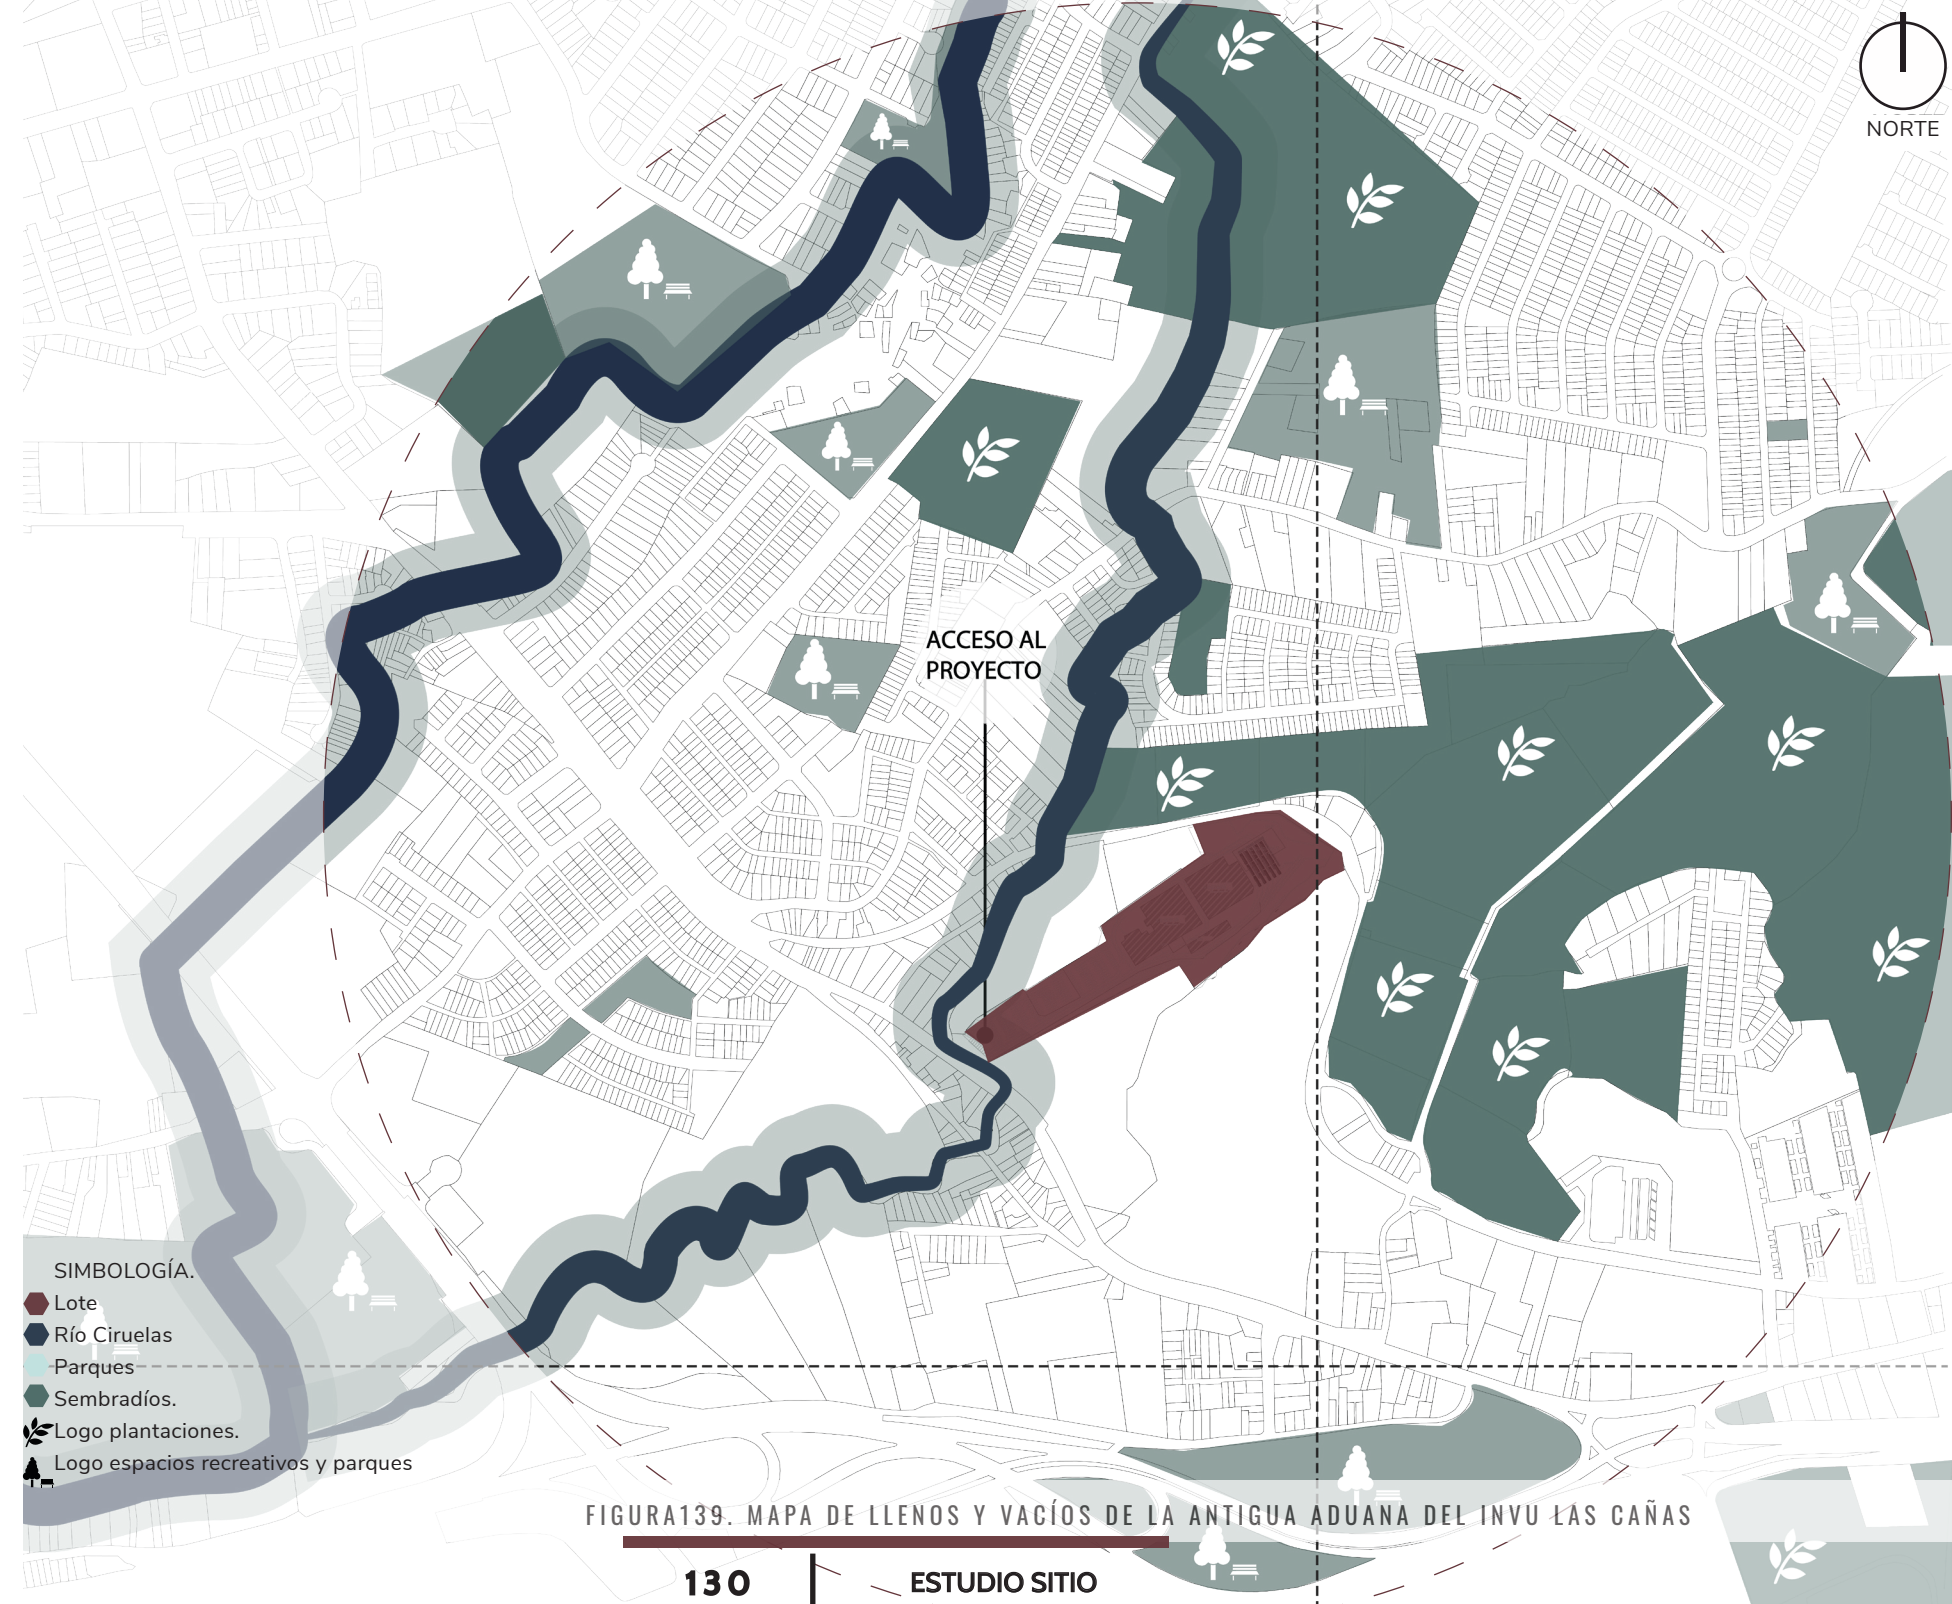 NORTE
ACCESO AL
PROYECTO
SIMBOLOGÍA.
Lote
Río Ciruelas
Parques
Sembradíos.
Logo plantaciones.
Logo espacios recreativos y parques
FIGURA139. MAPA DE LLENOS Y VACÍOS DE LA ANTIGUA ADUANA DEL INVU LAS CAÑAS
130
ESTUDIO SITIO